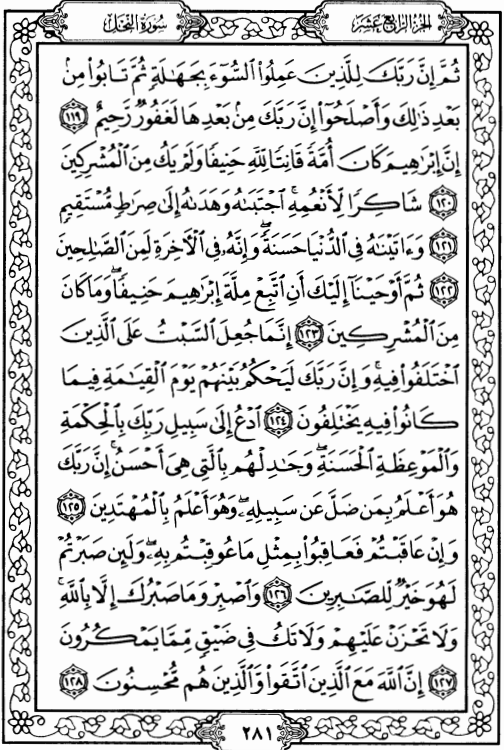 الجزء الرابع عشر
سورة النحل
ثُمَّ إِنَّ رَبَّكَ لِلَّذِينَ عَمِلُوا۟ ٱلسُّوٓءَ بِجَهَـٰلَةٍ ثُمَّ تَابُوا۟ مِنۢ
بَعْدِ ذَٰلِكَ وَأَصْلَحُوٓا۟ إِنَّ رَبَّكَ مِنۢ بَعْدِهَا لَغَفُورٌ رَّحِيمٌ ١١٩
إِنَّ إِبْرَٰهِيمَ كَانَ أُمَّةً قَانِتًا لِّلَّهِ حَنِيفًا وَلَمْ يَكُ مِنَ ٱلْمُشْرِكِينَ
١٢٠ شَاكِرًا لِّأَنْعُمِهِ ۚ ٱجْتَبَىٰهُ وَهَدَىٰهُ إِلَىٰ صِرَٰطٍ مُّسْتَقِيمٍ
١٢١ وَءَاتَيْنَـٰهُ فِى ٱلدُّنْيَا حَسَنَةً ۖ وَإِنَّهُۥ فِى ٱلْـَٔاخِرَةِ لَمِنَ ٱلصَّـٰلِحِينَ
١٢٢ ثُمَّ أَوْحَيْنَآ إِلَيْكَ أَنِ ٱتَّبِعْ مِلَّةَ إِبْرَٰهِيمَ حَنِيفًا ۖ وَمَا كَانَ
مِنَ ٱلْمُشْرِكِينَ ١٢٣ إِنَّمَا جُعِلَ ٱلسَّبْتُ عَلَى ٱلَّذِينَ
ٱخْتَلَفُوا۟ فِيهِ ۚ وَإِنَّ رَبَّكَ لَيَحْكُمُ بَيْنَهُمْ يَوْمَ ٱلْقِيَـٰمَةِ فِيمَا
كَانُوا۟ فِيهِ يَخْتَلِفُونَ ١٢٤ ٱدْعُ إِلَىٰ سَبِيلِ رَبِّكَ بِٱلْحِكْمَةِ
وَٱلْمَوْعِظَةِ ٱلْحَسَنَةِ ۖ وَجَـٰدِلْهُم بِٱلَّتِى هِىَ أَحْسَنُ ۚ إِنَّ رَبَّكَ
هُوَ أَعْلَمُ بِمَن ضَلَّ عَن سَبِيلِهِۦ ۖ وَهُوَ أَعْلَمُ بِٱلْمُهْتَدِينَ ١٢٥
وَإِنْ عَاقَبْتُمْ فَعَاقِبُوا۟ بِمِثْلِ مَا عُوقِبْتُم بِهِۦ ۖ وَلَئِن صَبَرْتُمْ
لَهُوَ خَيْرٌ لِّلصَّـٰبِرِينَ ١٢٦ وَٱصْبِرْ وَمَا صَبْرُكَ إِلَّا بِٱللَّهِ ۚ
وَلَا تَحْزَنْ عَلَيْهِمْ وَلَا تَكُ فِى ضَيْقٍ مِّمَّا يَمْكُرُونَ
١٢٧ إِنَّ ٱللَّهَ مَعَ ٱلَّذِينَ ٱتَّقَوا۟ وَّٱلَّذِينَ هُم مُّحْسِنُونَ ١٢٨
٢٨١